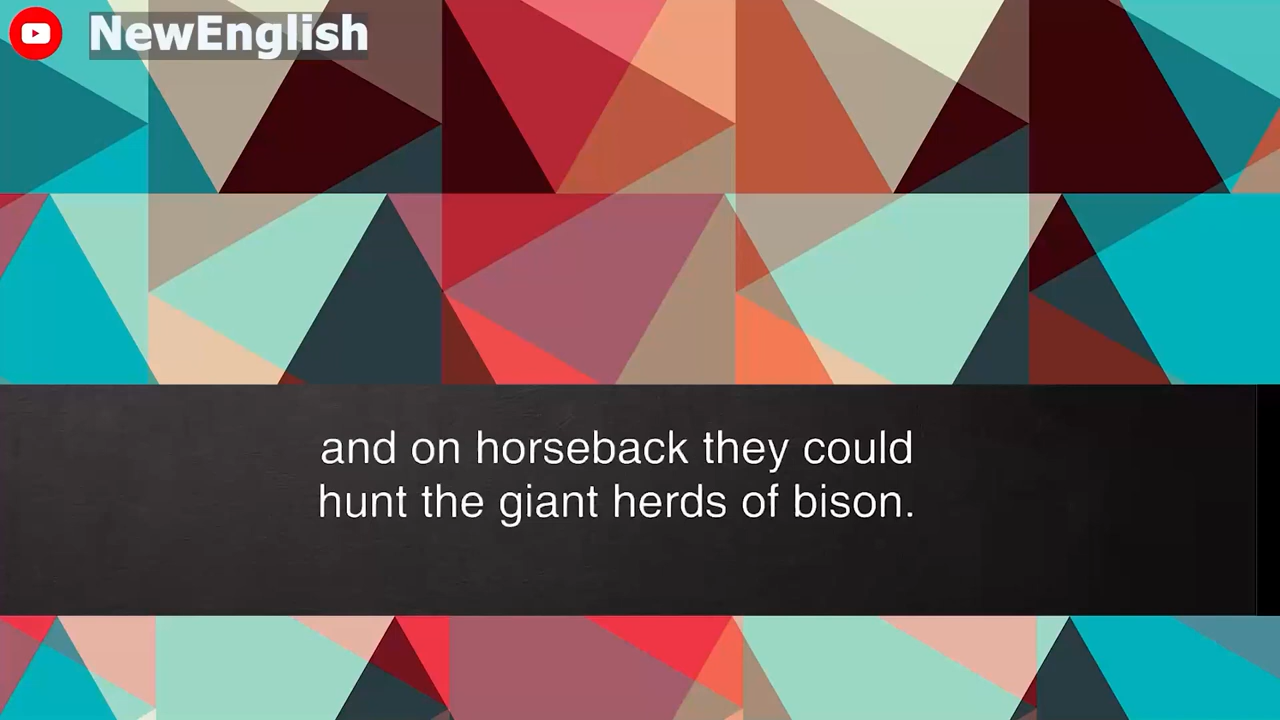 NewEnglish
and on horseback they could
hunt the giant herds of bison.